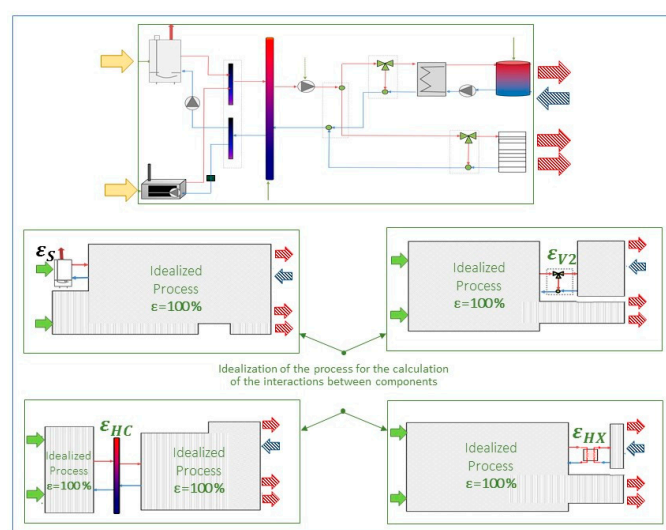 εS
Idealized
Process
ε=100%
εV2
Idealized
Process
ε=100%
Idealization of the process for the calculation
of the interactions between components
εHC
Idealized
Process
ε=100%
Idealized
Process
ε=100%
εHX
Idealized
Process
ε=100%